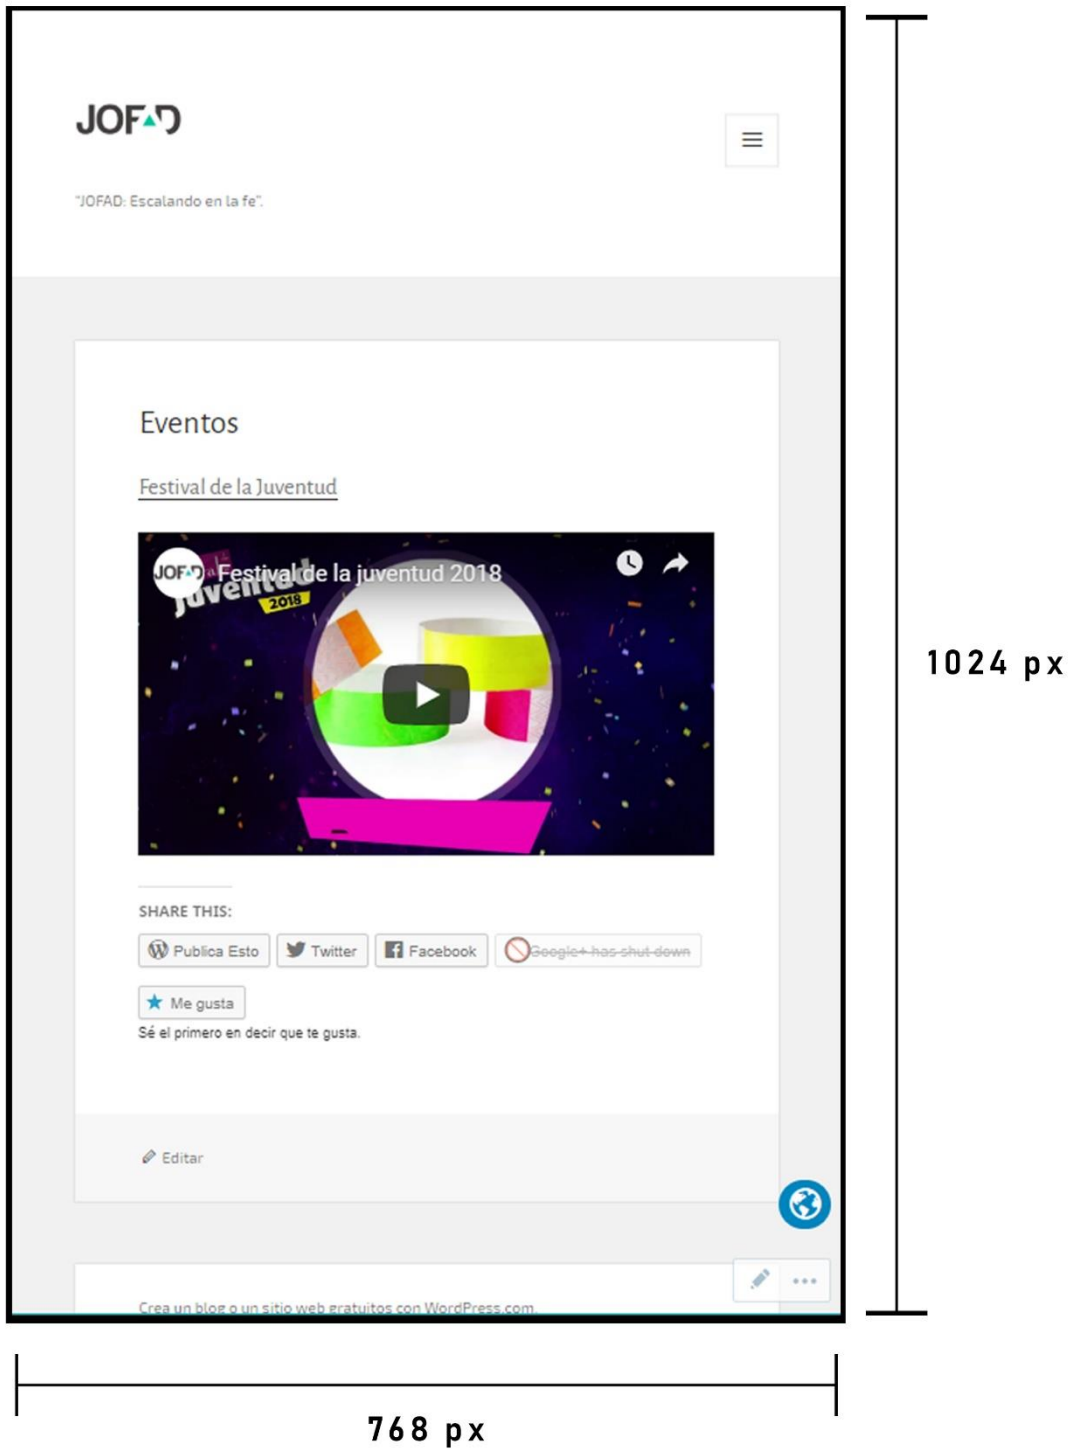 JOFAD
"JOFAD: Escalando en la fe".
Eventos
Festival de la Juventud
JOFAD
Festival de la juventud 2018
juventud
2018
SHARE THIS:
Publica Esto
Twitter
Facebook
Google+ has shut down
Me gusta
Sé el primero en decir que te gusta.
Editar
Crea un blog o un sitio web gratuitos con WordPress.com.
1024 px
768 px